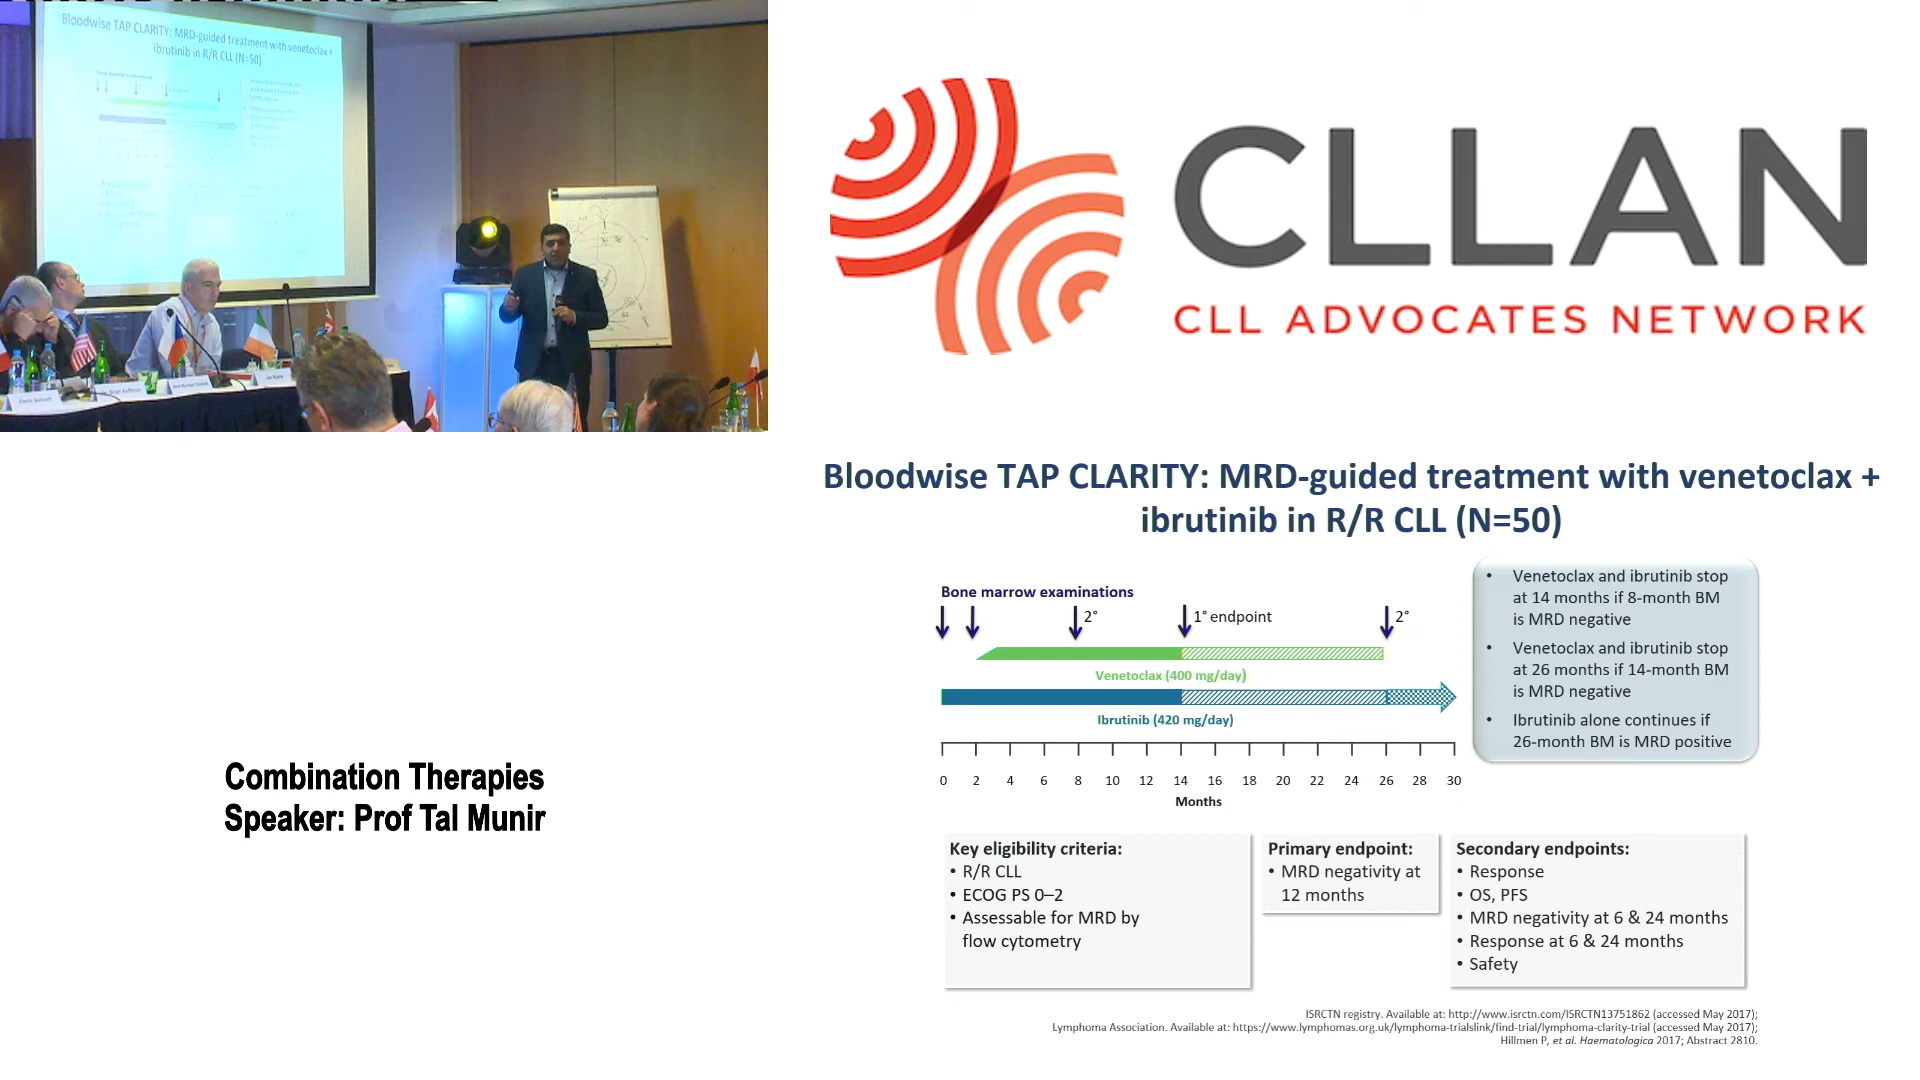 Bloodwise TAP CLARITY: MRD-guided treatment with venetoclax +
ibrutinib in R/R CLL (N=50)
Bone marrow examinations
CLLAN
CLL ADVOCATES NETWORK
Combination Therapies
Speaker: Prof Tal Munir
Bloodwise TAP CLARITY: MRD-guided treatment with venetoclax +
ibrutinib in R/R CLL (N=50)
Bone marrow examinations
2° 1° endpoint 2°
Venetoclax (400 mg/day)
Ibrutinib (420 mg/day)
0 2 4 6 8 10 12 14 16 18 20 22 24 26 28 30
Months
• Venetoclax and ibrutinib stop
at 14 months if 8-month BM
is MRD negative
• Venetoclax and ibrutinib stop
at 26 months if 14-month BM
is MRD negative
• Ibrutinib alone continues if
26-month BM is MRD positive
Key eligibility criteria:
• R/R CLL
• ECOG PS 0–2
• Assessable for MRD by
flow cytometry
Primary endpoint:
• MRD negativity at
12 months
Secondary endpoints:
• Response
• OS, PFS
• MRD negativity at 6 & 24 months
• Response at 6 & 24 months
• Safety
ISRCTN registry. Available at: http://www.isrctn.com/ISRCTN13751862 (accessed May 2017);
Lymphoma Association. Available at: https://www.lymphomas.org.uk/lymphoma-trialslink/find-trial/lymphoma-clarity-trial (accessed May 2017);
Hillmen P, et al. Haematologica 2017; Abstract 2810.